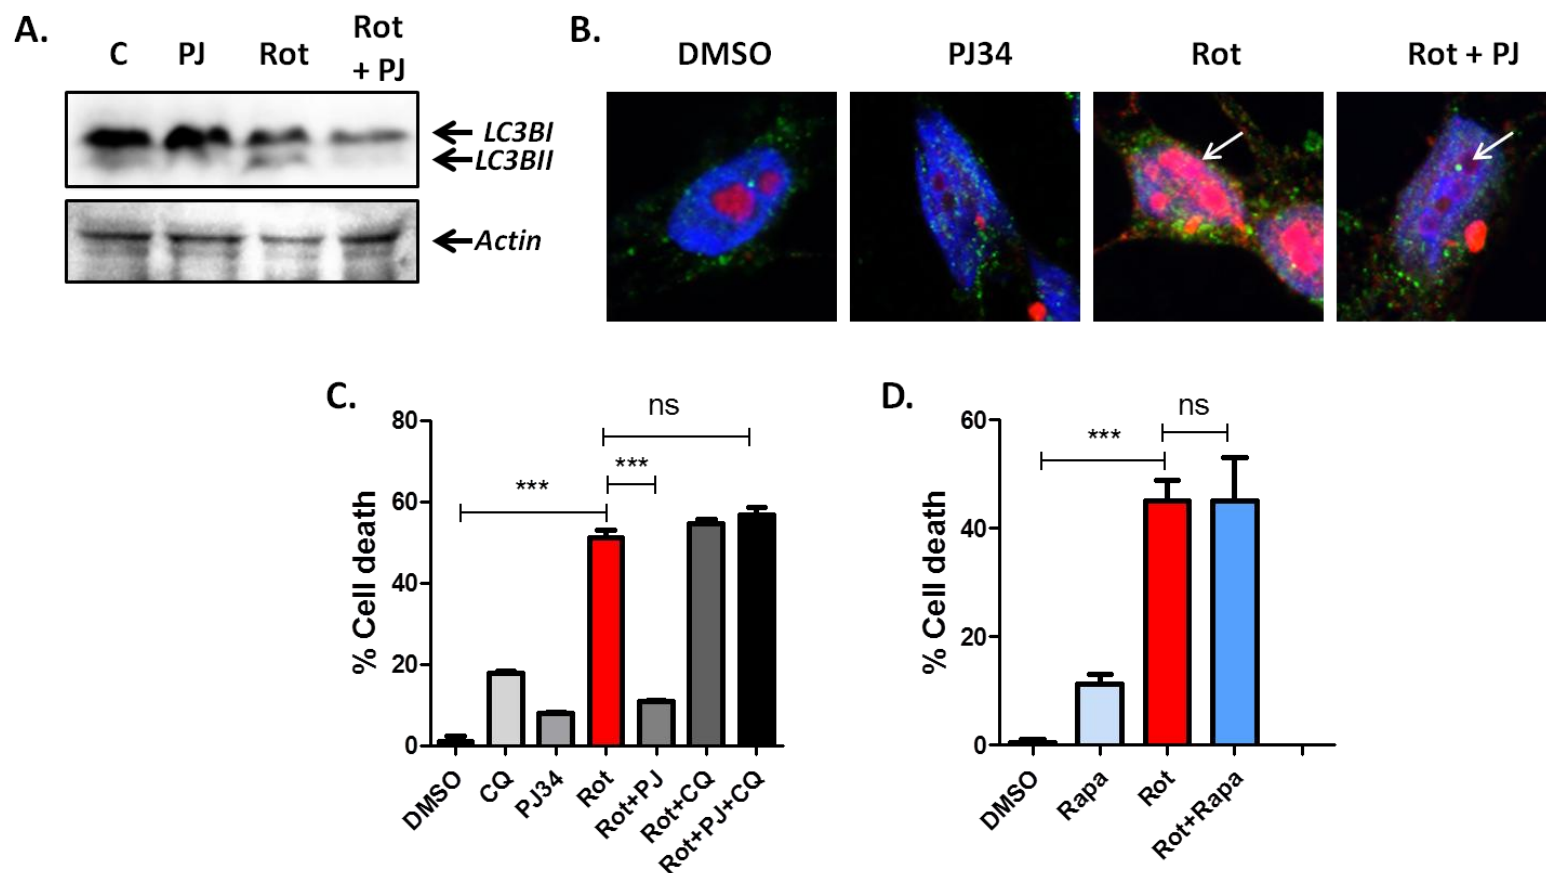 A.
C PJ Rot Rot
+ PJ
LC3BI
LC3BII
Actin
B.
DMSO PJ34 Rot Rot + PJ
C.
% Cell death
80
60
40
20
0
ns
***
***
DMSO
CQ
PJ34
Rot
Rot+PJ
Rot+CQ
Rot+PJ+CQ
D.
% Cell death
60
40
20
0
ns
***
DMSO
Rapa
Rot
Rot+Rapa